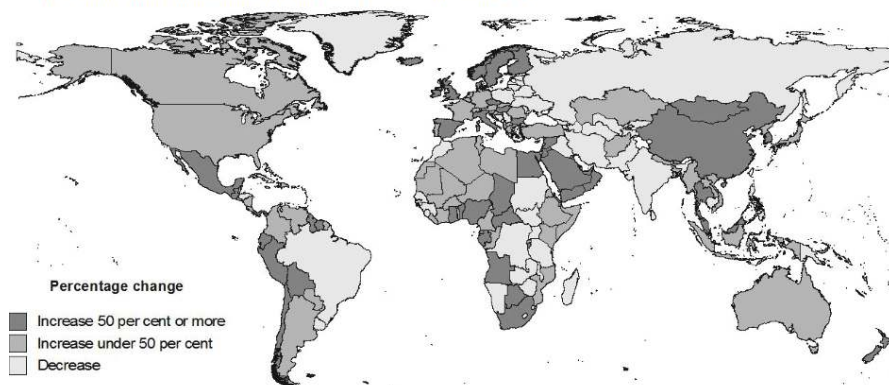 Percentage change
Increase 50 per cent or more
Increase under 50 per cent
Decrease